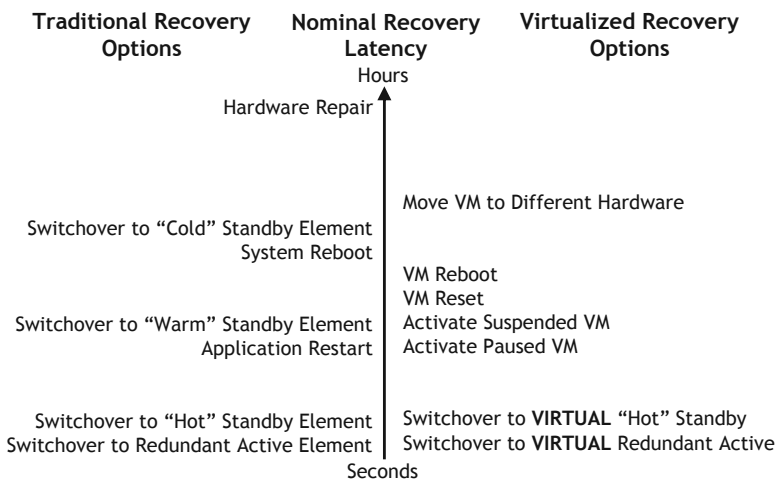 Traditional Recovery
Options
Nominal Recovery
Latency
Virtualized Recovery
Options
Hours
Hardware Repair
Move VM to Different Hardware
Switchover to “Cold” Standby Element
System Reboot
VM Reboot
VM Reset
Switchover to “Warm” Standby Element
Activate Suspended VM
Application Restart
Activate Paused VM
Switchover to “Hot” Standby Element
Switchover to VIRTUAL “Hot” Standby
Switchover to Redundant Active Element
Switchover to VIRTUAL Redundant Active
Seconds